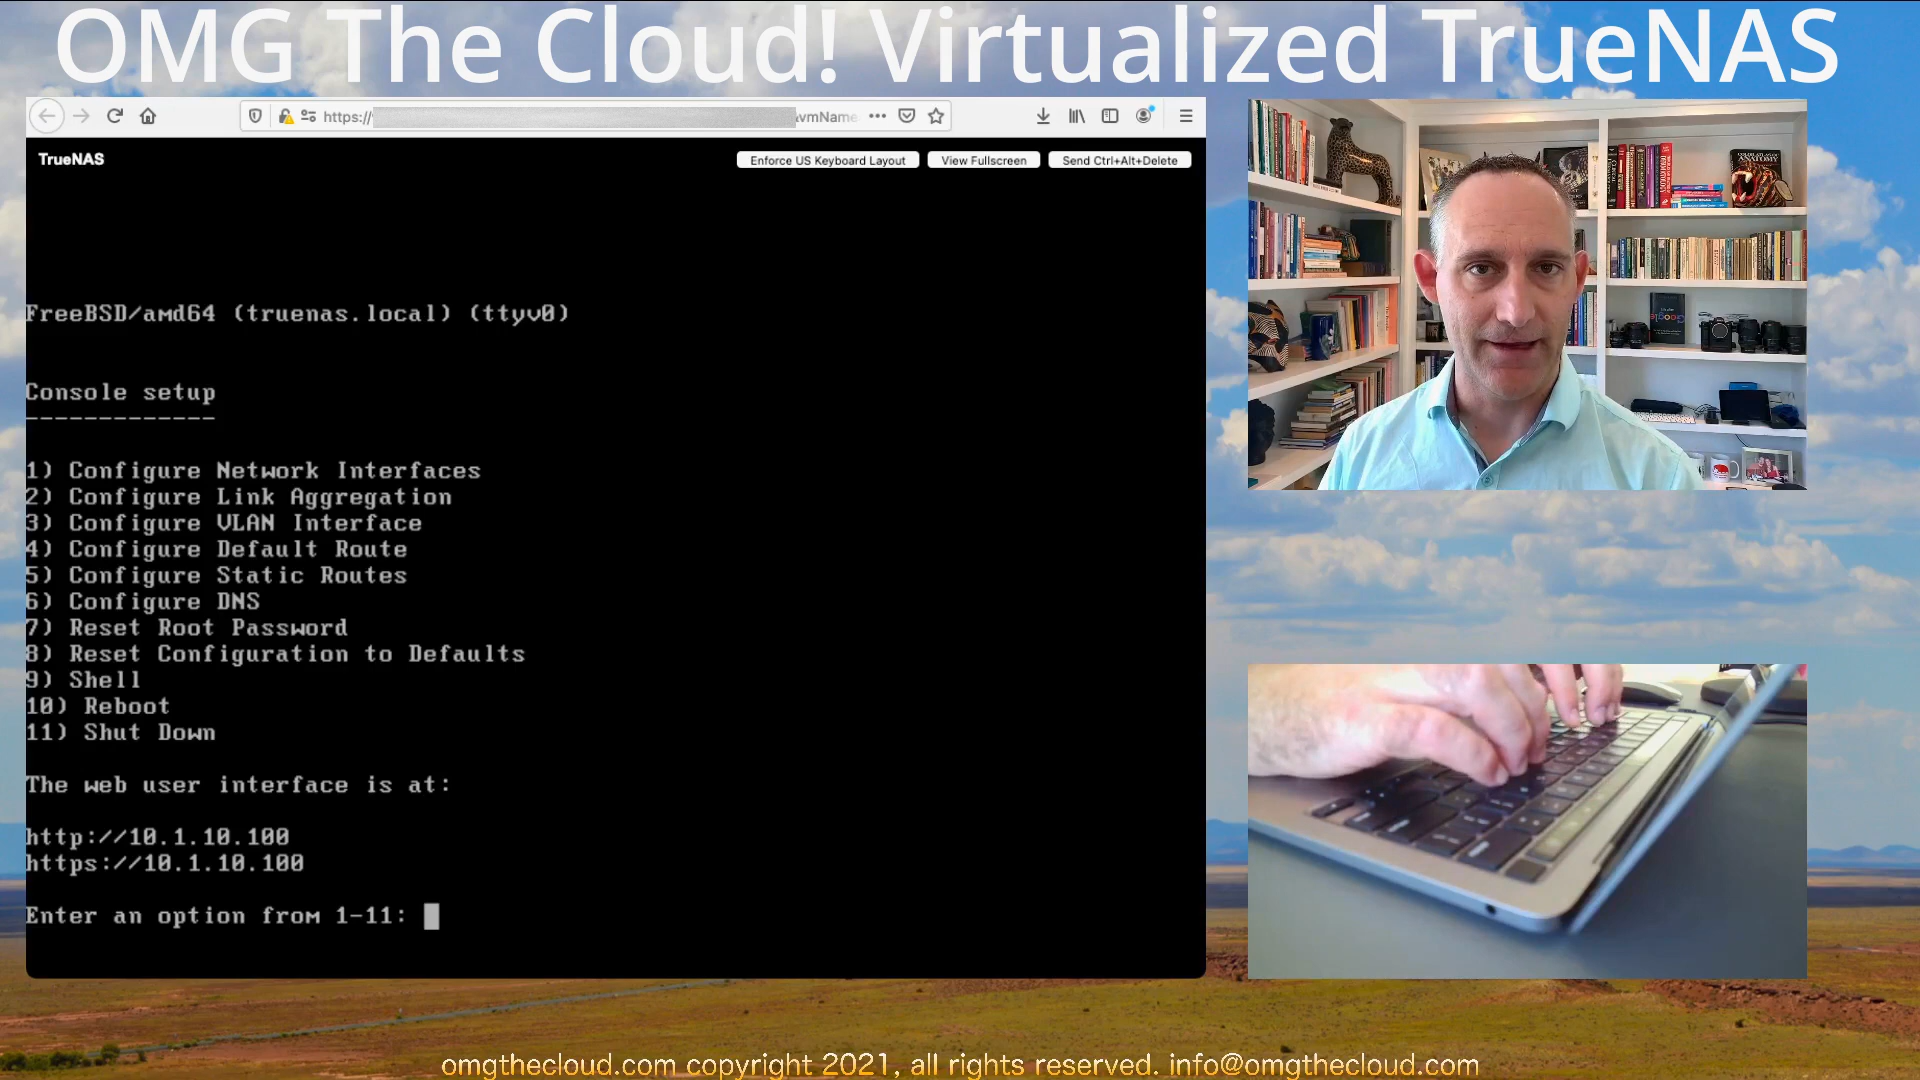 OMG The Cloud! Virtualized TrueNAS
https://
vmName
TrueNAS
Enforce US Keyboard Layout
View Fullscreen
Send Ctrl+Alt+Delete
FreeBSD/amd64 (truenas.local) (ttyv0)
Console setup
-------------
1) Configure Network Interfaces
2) Configure Link Aggregation
3) Configure VLAN Interface
4) Configure Default Route
5) Configure Static Routes
6) Configure DNS
7) Reset Root Password
8) Reset Configuration to Defaults
9) Shell
10) Reboot
11) Shut Down
The web user interface is at:
http://10.1.10.100
https://10.1.10.100
Enter an option from 1-11:
ANATOMY
omgthecloud.com copyright 2021, all rights reserved. info@omgthecloud.com